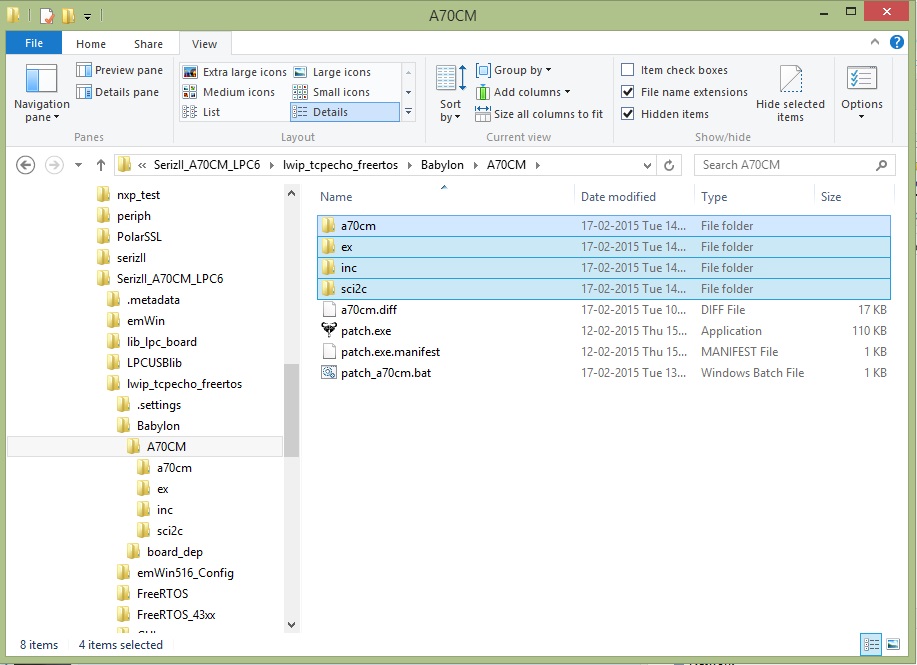 A70CM
File Home Share View
Navigation pane
Preview pane
Details pane
Panes
Extra large icons Large icons
Medium icons Small icons
List Details
Layout
Sort by
Group by
Add columns
Size all columns to fit
Current view
Item check boxes
File name extensions
Hidden items
Hide selected items
Show/hide
Options
« SerizII_A70CM_LPC6 lwip_tcpecho_freertos Babylon A70CM
Search A70CM
nxp_test
periph
PolarSSL
serizII
SerizII_A70CM_LPC6
.metadata
emWin
lib_lpc_board
LPCUSBlib
lwip_tcpecho_freertos
.settings
Babylon
A70CM
a70cm
ex
inc
sci2c
board_dep
emWin516_Config
FreeRTOS
FreeRTOS_43xx
Name Date modified Type Size
a70cm 17-02-2015 Tue 14... File folder
ex 17-02-2015 Tue 14... File folder
inc 17-02-2015 Tue 14... File folder
sci2c 17-02-2015 Tue 14... File folder
a70cm.diff 17-02-2015 Tue 10... DIFF File 17 KB
patch.exe 12-02-2015 Thu 15... Application 110 KB
patch.exe.manifest 12-02-2015 Thu 15... MANIFEST File 1 KB
patch_a70cm.bat 17-02-2015 Tue 13... Windows Batch File 1 KB
8 items 4 items selected